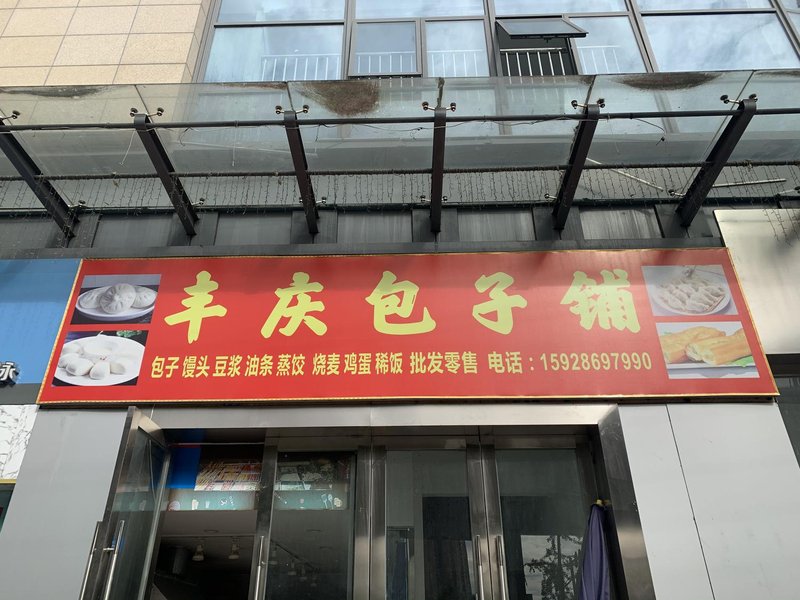 丰庆包子铺
包子 馒头 豆浆 油条 蒸饺 烧麦 鸡蛋 稀饭 批发零售 电话：15928697990
永